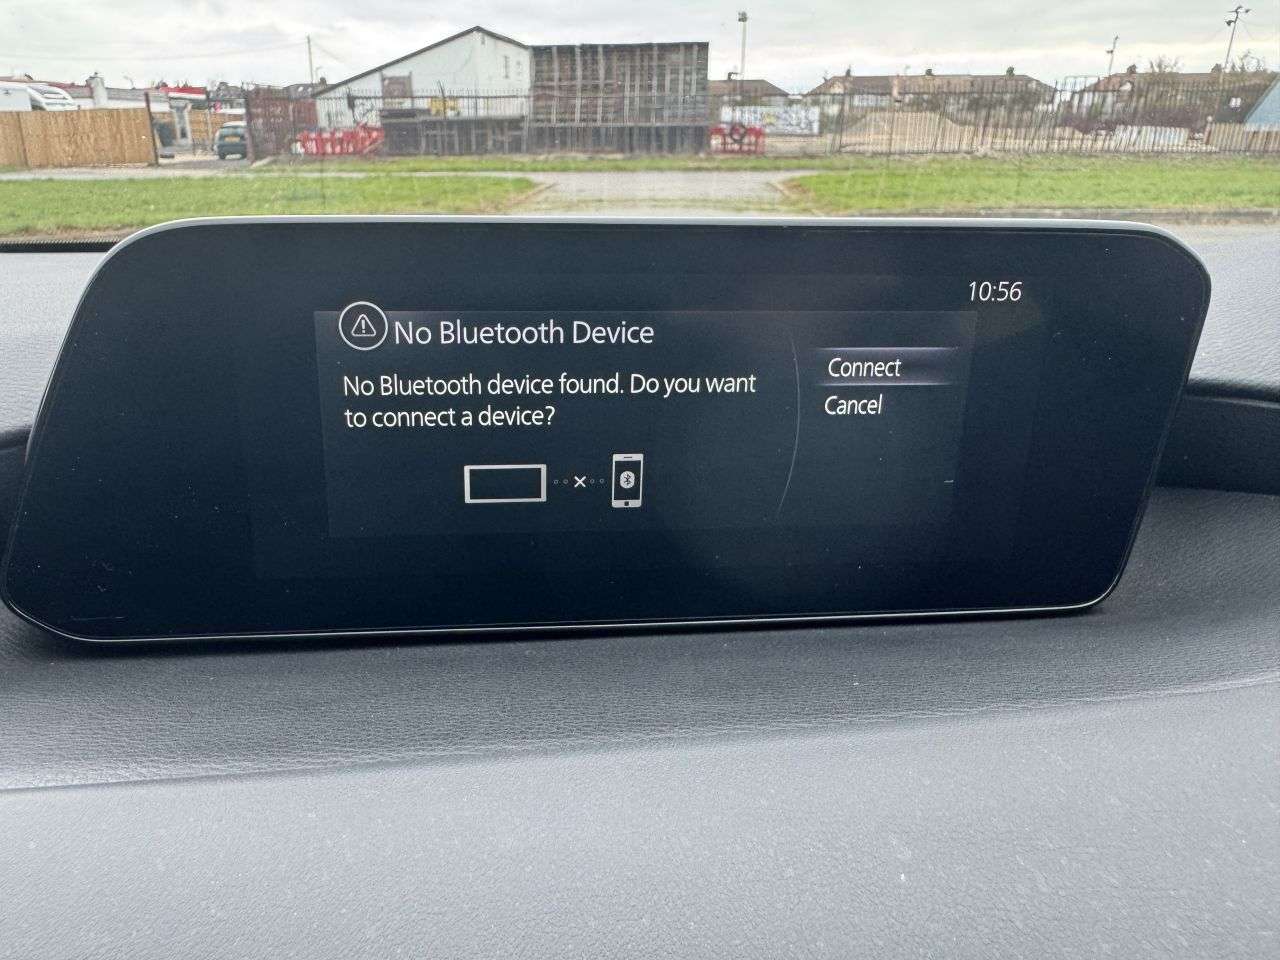 10:56
No Bluetooth Device
No Bluetooth device found. Do you want
to connect a device?
Connect
Cancel